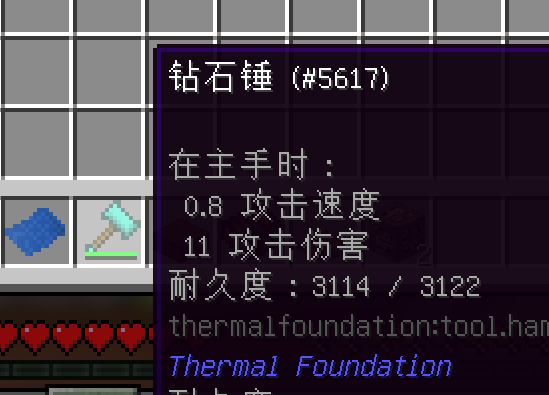 钻石锤 (#5617)
在主手时：
0.8 攻击速度
11 攻击伤害
耐久度：3114 / 3122
thermalfoundation:tool.ham
Thermal Foundation
2